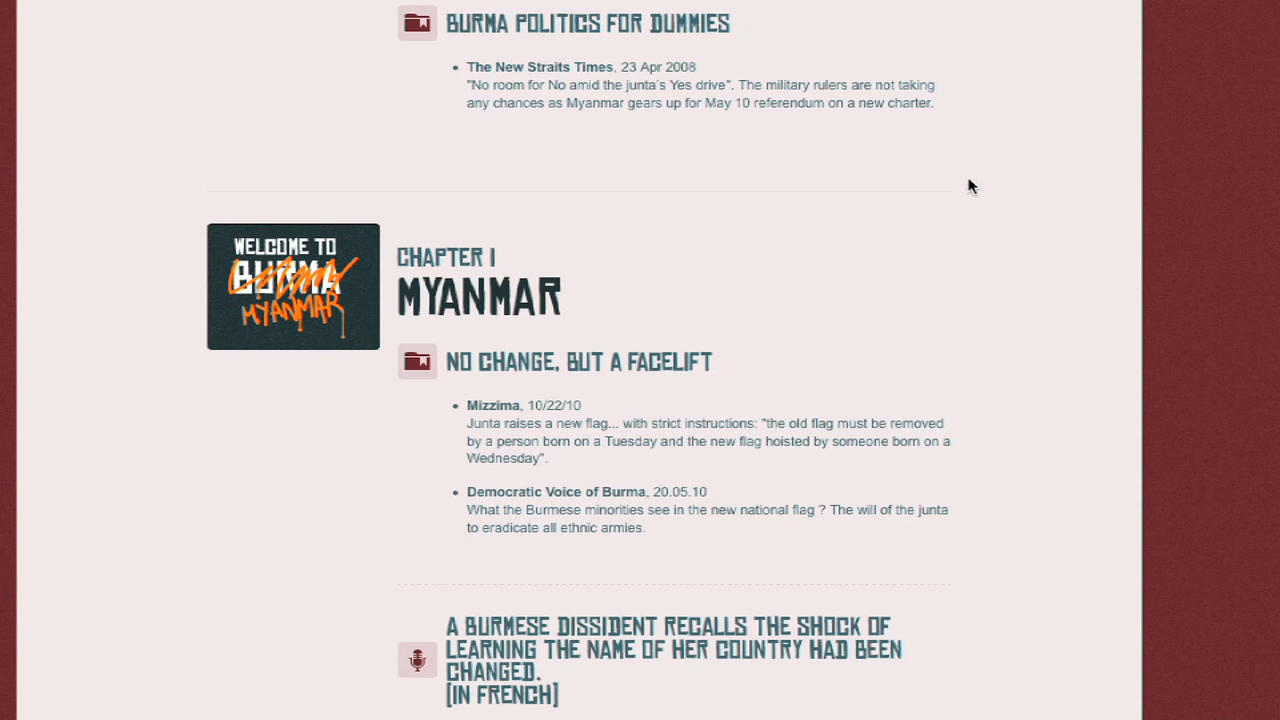 BURMA POLITICS FOR DUMMIES
• The New Straits Times, 23 Apr 2008
"No room for No amid the junta's Yes drive". The military rulers are not taking
any chances as Myanmar gears up for May 10 referendum on a new charter.
WELCOME TO
BURMA
MYANMAR
CHAPTER 1
MYANMAR
NO CHANGE, BUT A FACELIFT
• Mizzima, 10/22/10
Junta raises a new flag... with strict instructions: "the old flag must be removed
by a person born on a Tuesday and the new flag hoisted by someone born on a
Wednesday".
• Democratic Voice of Burma, 20.05.10
What the Burmese minorities see in the new national flag ? The will of the junta
to eradicate all ethnic armies.
A BURMESE DISSIDENT RECALLS THE SHOCK OF
LEARNING THE NAME OF HER COUNTRY HAD BEEN
CHANGED.
[IN FRENCH]